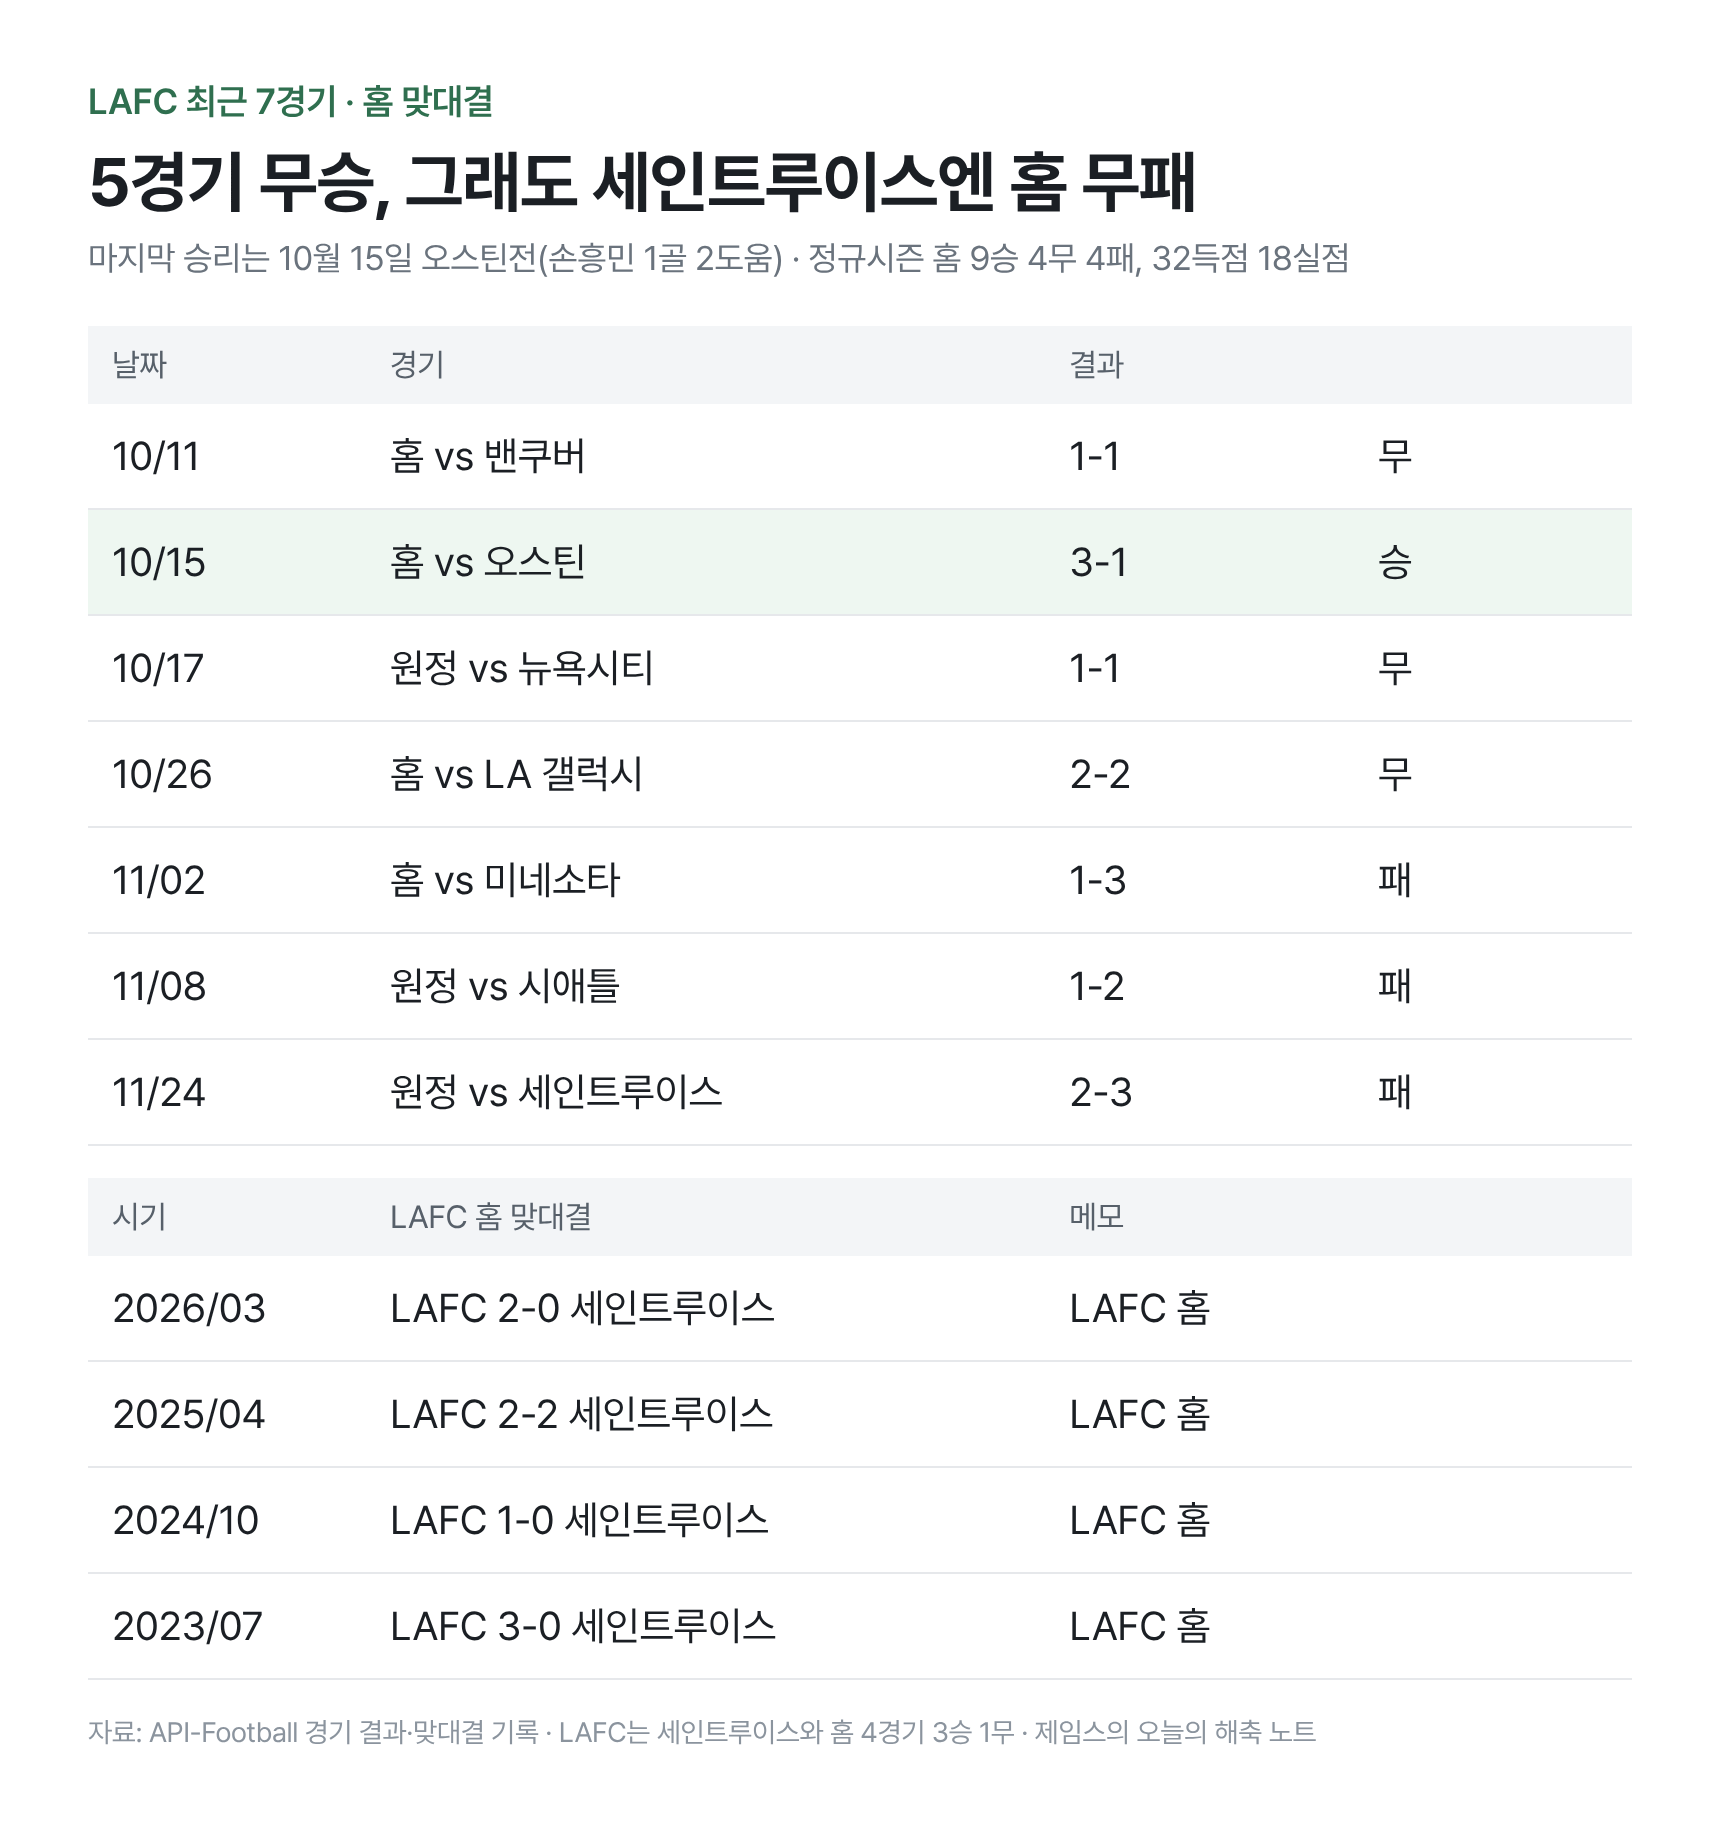 LAFC 최근 7경기 · 홈 맞대결
5경기 무승, 그래도 세인트루이스엔 홈 무패
마지막 승리는 10월 15일 오스틴전(손흥민 1골 2도움) · 정규시즌 홈 9승 4무 4패, 32득점 18실점
날짜 경기 결과
10/11 홈 vs 밴쿠버 1-1 무
10/15 홈 vs 오스틴 3-1 승
10/17 원정 vs 뉴욕시티 1-1 무
10/26 홈 vs LA 갤럭시 2-2 무
11/02 홈 vs 미네소타 1-3 패
11/08 원정 vs 시애틀 1-2 패
11/24 원정 vs 세인트루이스 2-3 패
시기 LAFC 홈 맞대결 메모
2026/03 LAFC 2-0 세인트루이스 LAFC 홈
2025/04 LAFC 2-2 세인트루이스 LAFC 홈
2024/10 LAFC 1-0 세인트루이스 LAFC 홈
2023/07 LAFC 3-0 세인트루이스 LAFC 홈
자료: API-Football 경기 결과·맞대결 기록 · LAFC는 세인트루이스와 홈 4경기 3승 1무 · 제임스의 오늘의 해축 노트